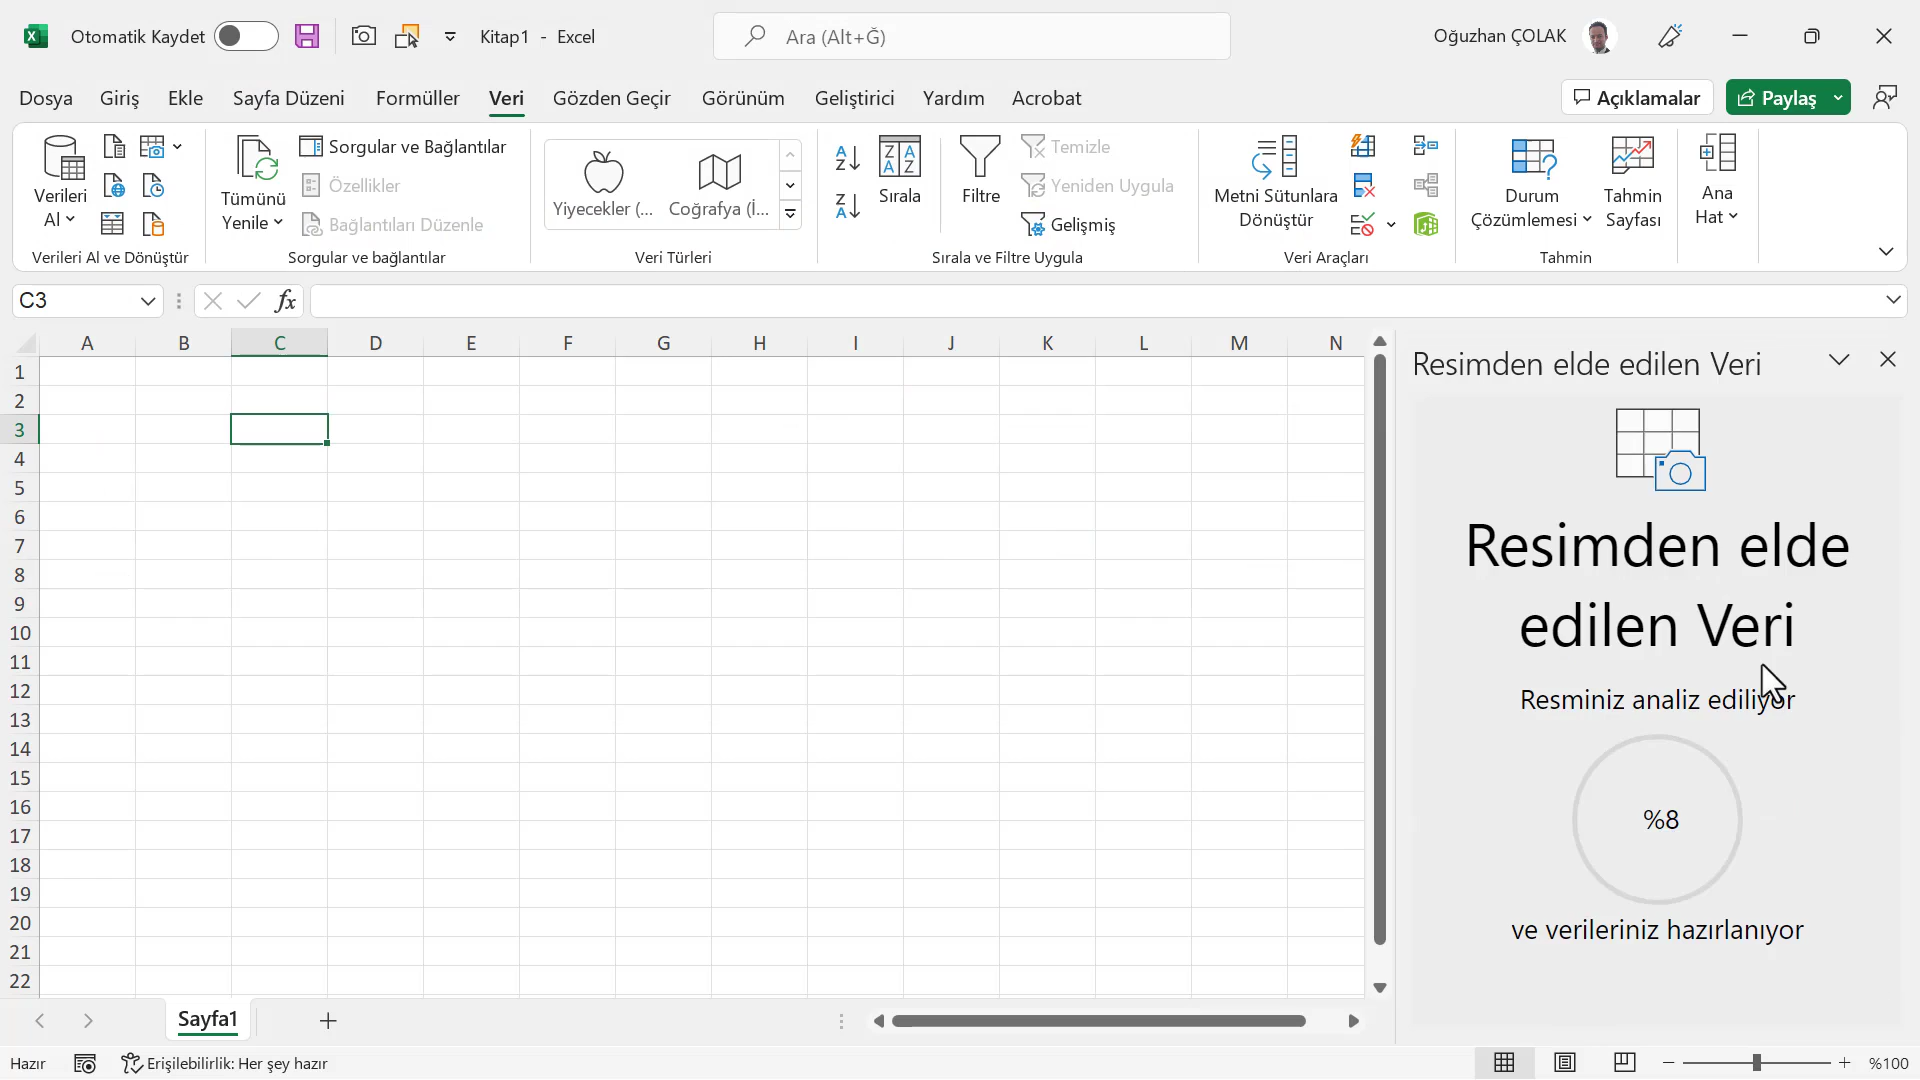 Otomatik Kaydet
Kitap1 - Excel
Ara (Alt+Ğ)
Oğuzhan ÇOLAK
Dosya Giriş Ekle Sayfa Düzeni Formüller Veri Gözden Geçir Görünüm Geliştirici Yardım Acrobat
Açıklamalar
Paylaş
Verileri
Al
Verileri Al ve Dönüştür
Tümünü
Yenile
Sorgular ve Bağlantılar
Özellikler
Bağlantıları Düzenle
Sorgular ve bağlantılar
Yiyecekler (...
Coğrafya (İ...
Veri Türleri
Sırala
Filtre
Temizle
Yeniden Uygula
Gelişmiş
Sırala ve Filtre Uygula
Metni Sütunlara
Dönüştür
Veri Araçları
Durum
Çözümlemesi
Tahmin
Sayfası
Tahmin
Ana
Hat
C3
fx
A B C D E F G H I J K L M N
1
2
3
4
5
6
7
8
9
10
11
12
13
14
15
16
17
18
19
20
21
22
Resimden elde edilen Veri
Resimden elde
edilen Veri
Resminiz analiz ediliyor
%8
ve verileriniz hazırlanıyor
Sayfa1
Hazır
Erişilebilirlik: Her şey hazır
%100